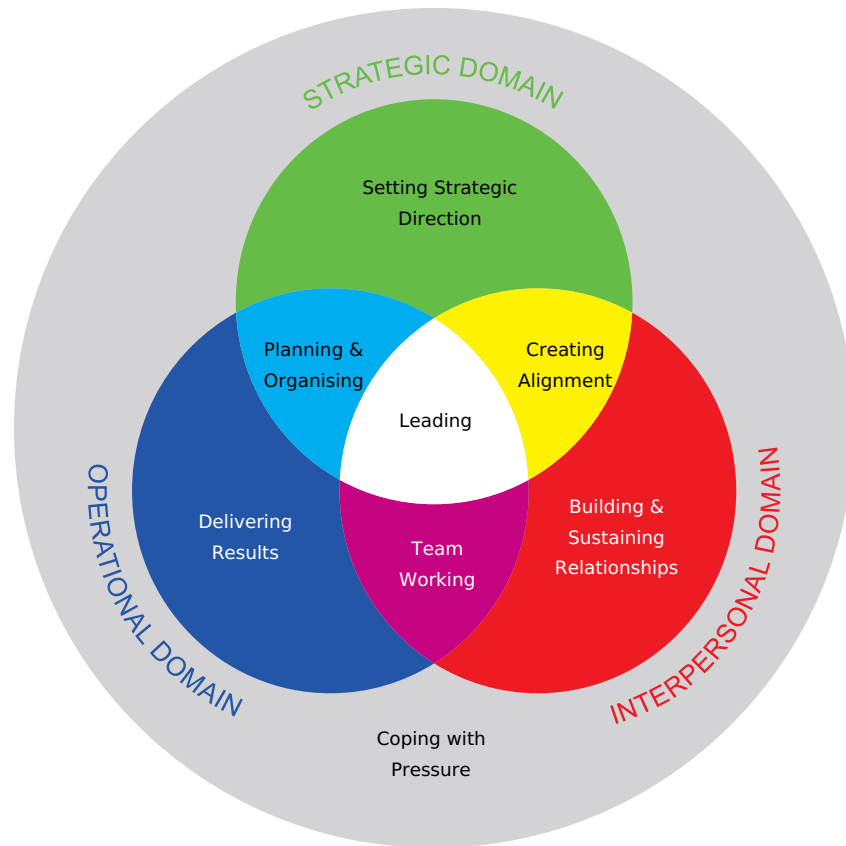 STRATEGIC DOMAIN
Setting Strategic
Direction
Planning &
Organising
Creating
Alignment
Leading
OPERATIONAL DOMAIN
Delivering
Results
Team
Working
Building &
Sustaining
Relationships
INTERPERSONAL DOMAIN
Coping with
Pressure